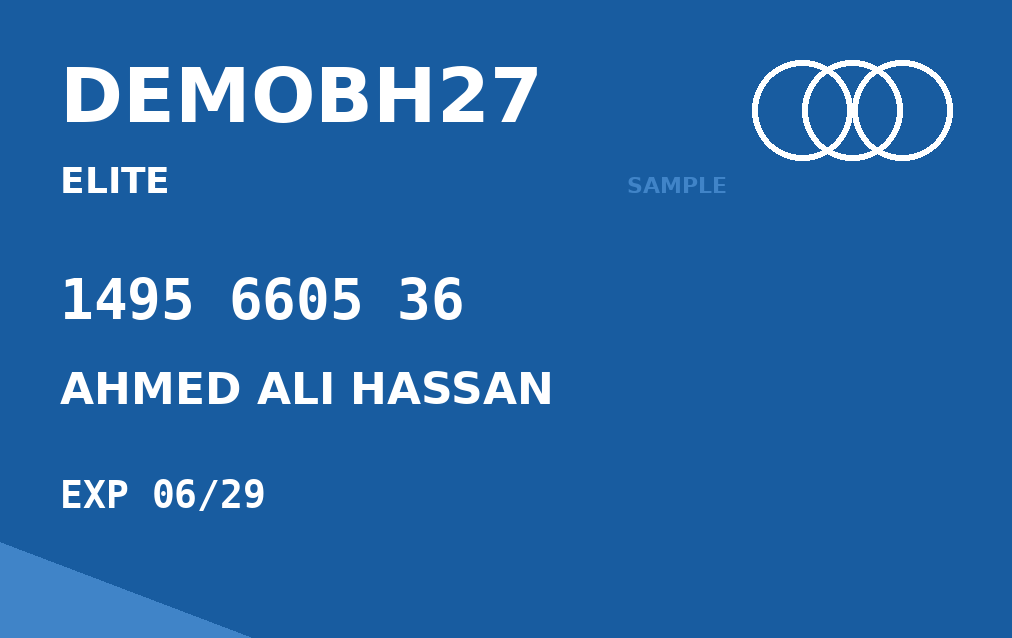 DEMOBH27
ELITE
SAMPLE
1495 6605 36
AHMED ALI HASSAN
EXP 06/29